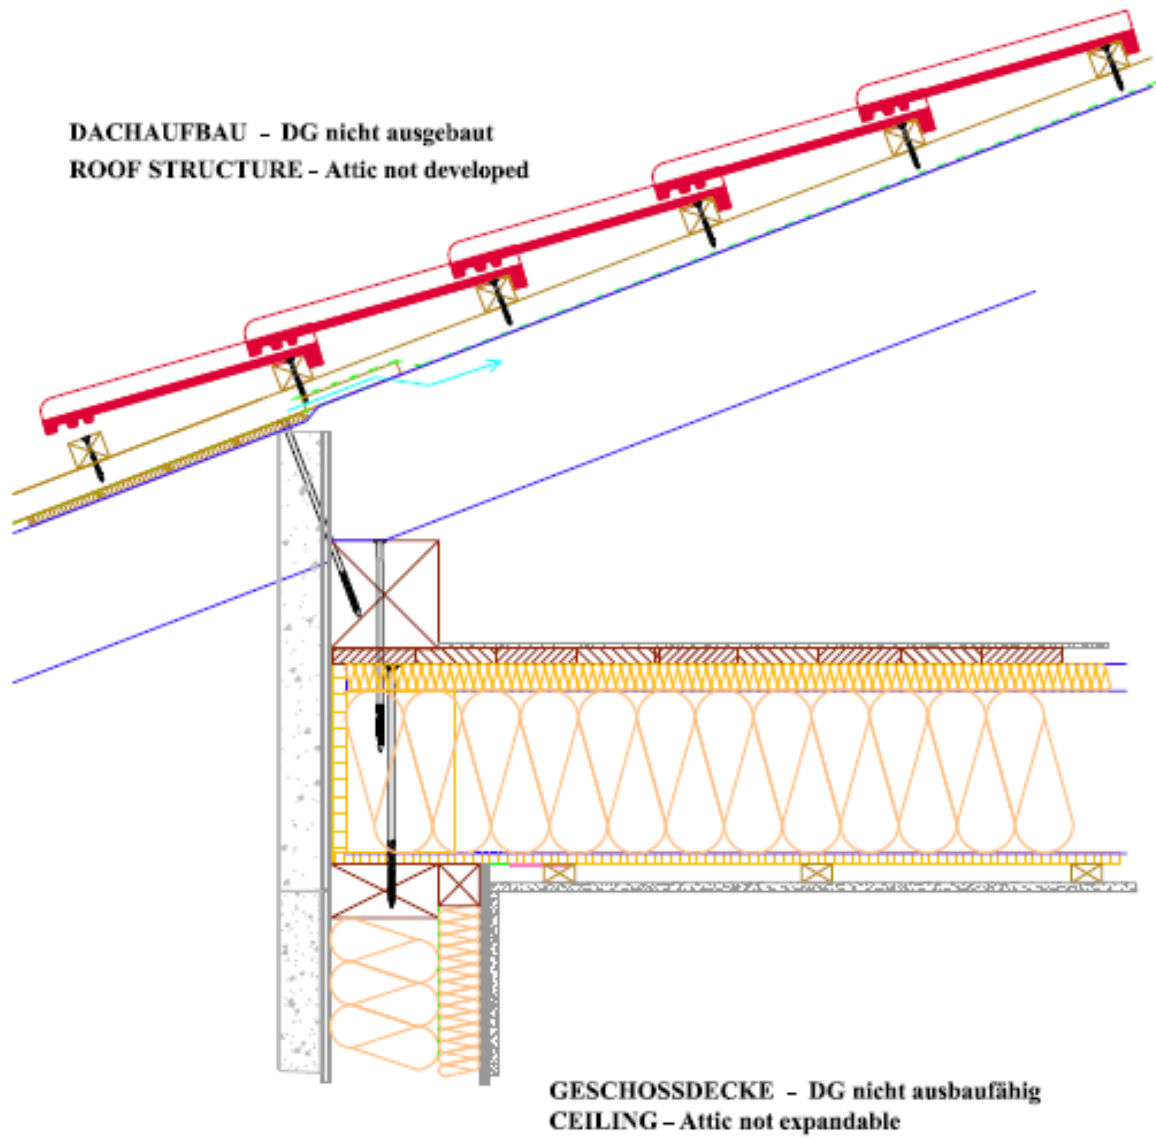 DACHAUFBAU - DG nicht ausgebaut
ROOF STRUCTURE - Attic not developed
GESCHOSSDECKE - DG nicht ausbaufähig
CEILING - Attic not expandable